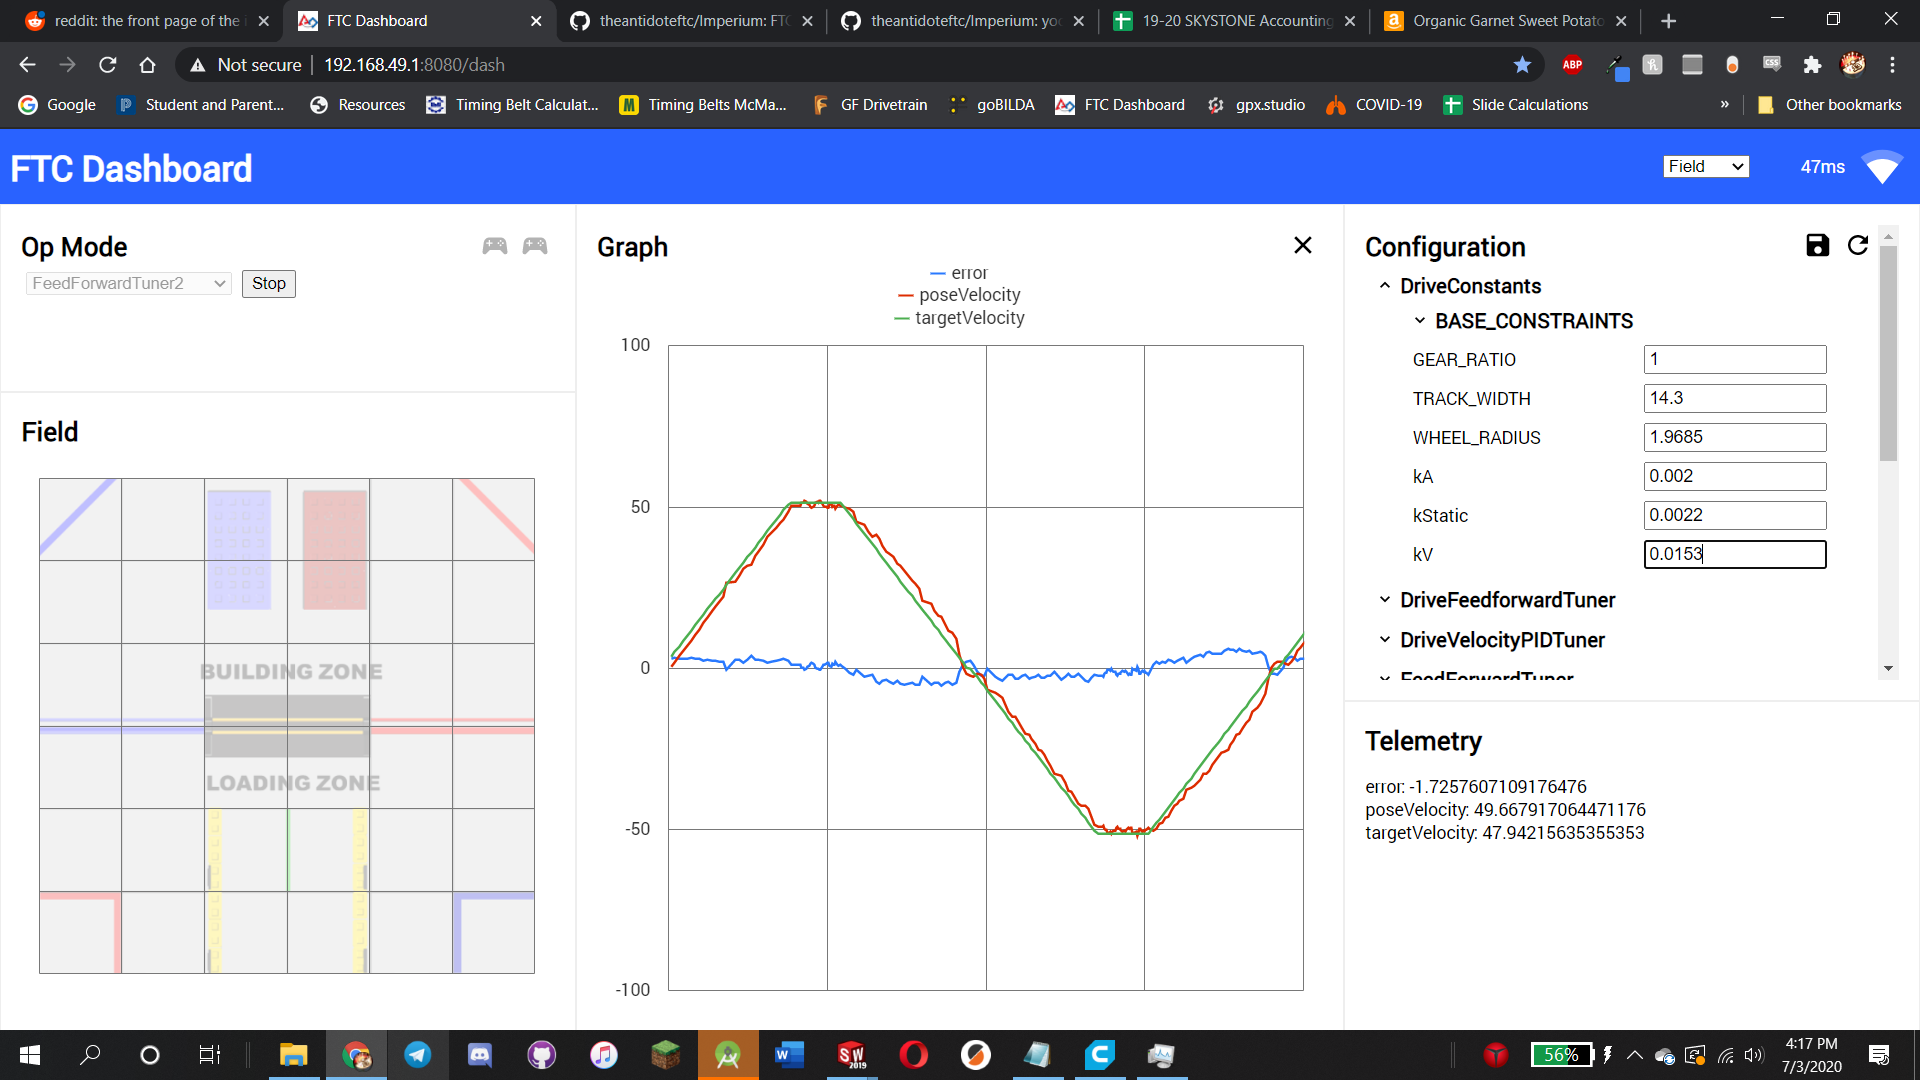 reddit: the front page of the i
FTC Dashboard
theantidoteftc/Imperium: FTC
theantidoteftc/Imperium: yoo
19-20 SKYSTONE Accounting
Organic Garnet Sweet Potato
Not secure
192.168.49.1:8080/dash
ABP
CSS
Google
Student and Parent...
Resources
Timing Belt Calculat...
Timing Belts McMa...
GF Drivetrain
goBILDA
FTC Dashboard
gpx.studio
COVID-19
Slide Calculations
»
Other bookmarks
FTC Dashboard
Field
47ms
Op Mode
FeedForwardTuner2
Stop
Field
BUILDING ZONE
LOADING ZONE
Graph
error
poseVelocity
targetVelocity
100
50
0
-50
-100
Configuration
DriveConstants
BASE_CONSTRAINTS
GEAR_RATIO 1
TRACK_WIDTH 14.3
WHEEL_RADIUS 1.9685
kA 0.002
kStatic 0.0022
kV 0.0153
DriveFeedforwardTuner
DriveVelocityPIDTuner
FeedForwardTuner
Telemetry
error: -1.7257607109176476
poseVelocity: 49.667917064471176
targetVelocity: 47.94215635355353
SW
2019
56%
4:17 PM
7/3/2020